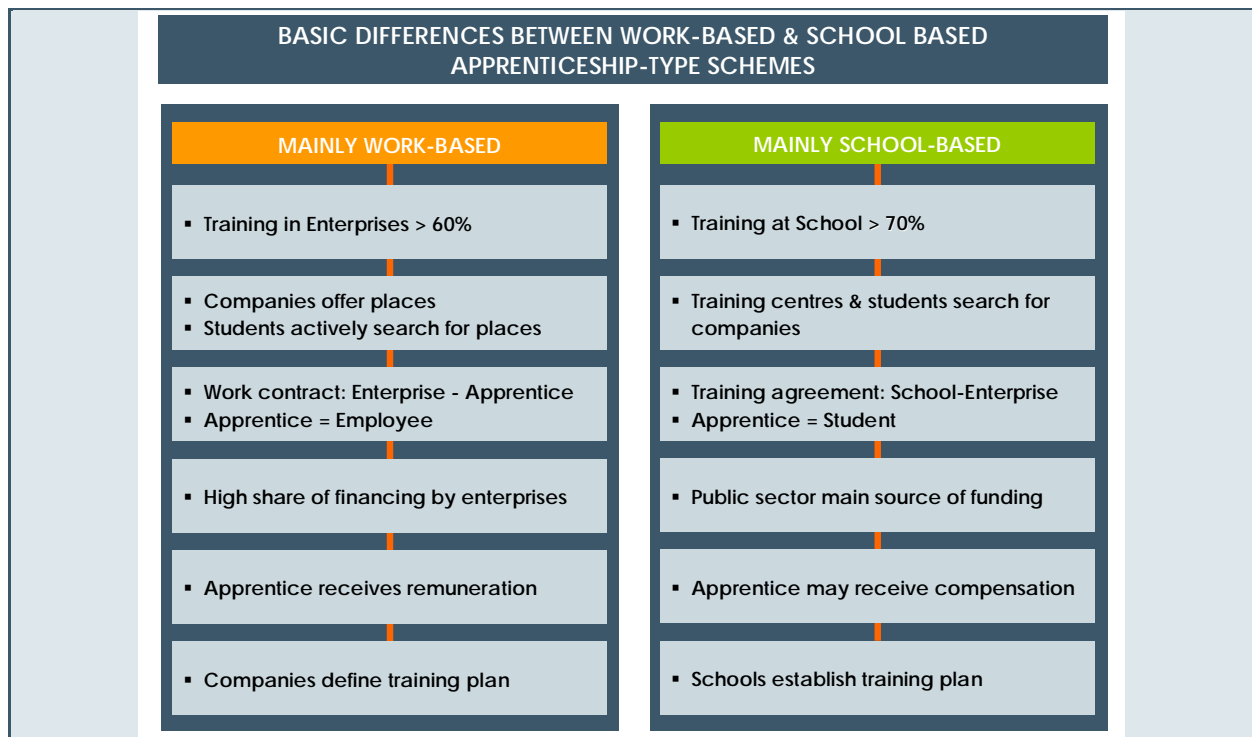 BASIC DIFFERENCES BETWEEN WORK-BASED & SCHOOL BASED
APPRENTICESHIP-TYPE SCHEMES
MAINLY WORK-BASED
▪ Training in Enterprises > 60%
▪ Companies offer places
▪ Students actively search for places
▪ Work contract: Enterprise - Apprentice
▪ Apprentice = Employee
▪ High share of financing by enterprises
▪ Apprentice receives remuneration
▪ Companies define training plan
MAINLY SCHOOL-BASED
▪ Training at School > 70%
▪ Training centres & students search for
companies
▪ Training agreement: School-Enterprise
▪ Apprentice = Student
▪ Public sector main source of funding
▪ Apprentice may receive compensation
▪ Schools establish training plan